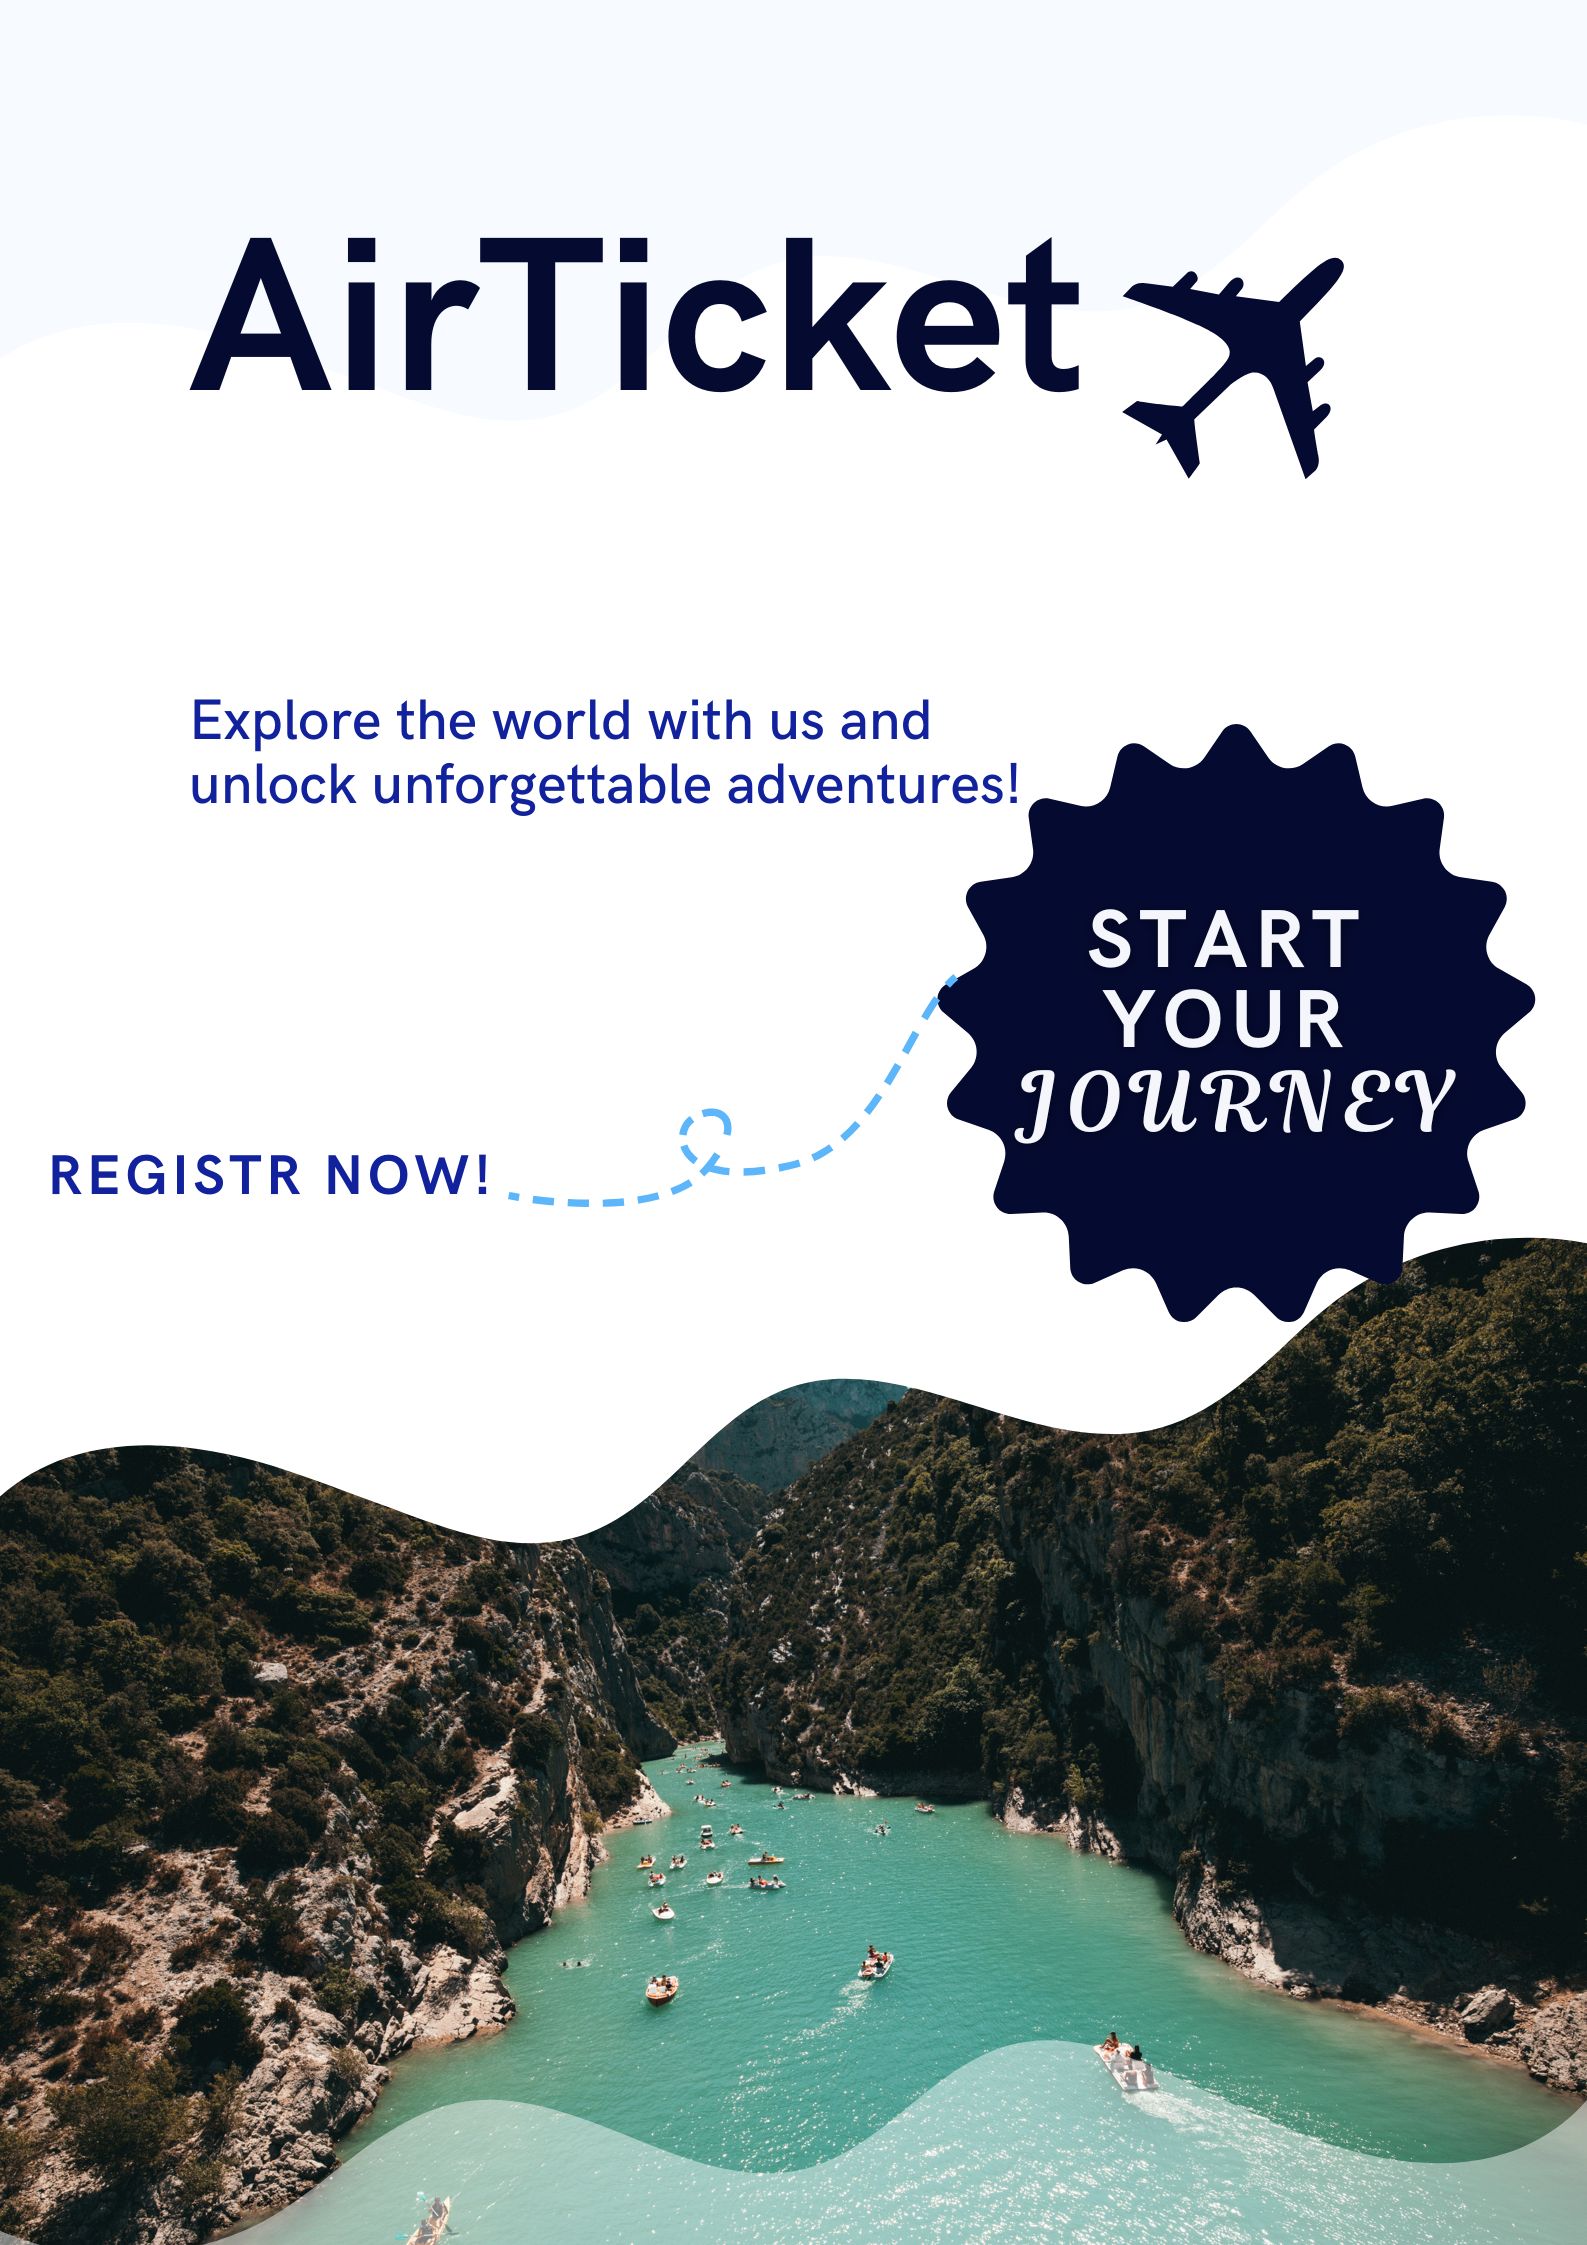 AirTicket
Explore the world with us and
unlock unforgettable adventures!
START
YOUR
JOURNEY
REGISTR NOW!